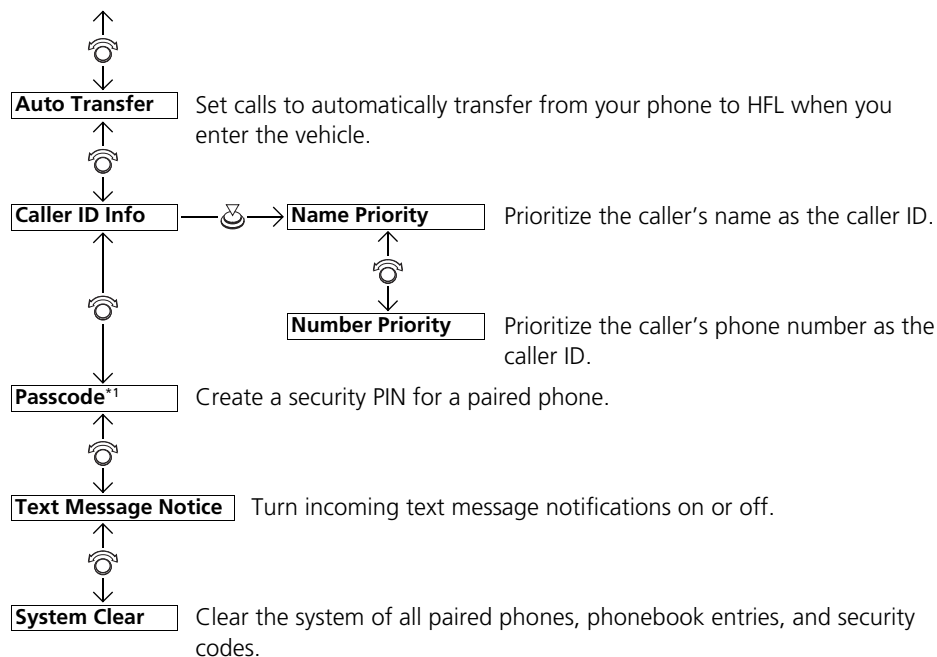 Auto Transfer Set calls to automatically transfer from your phone to HFL when you
enter the vehicle.
Caller ID Info Name Priority Prioritize the caller’s name as the caller ID.
Number Priority Prioritize the caller’s phone number as the
caller ID.
Passcode*1 Create a security PIN for a paired phone.
Text Message Notice Turn incoming text message notifications on or off.
System Clear Clear the system of all paired phones, phonebook entries, and security
codes.